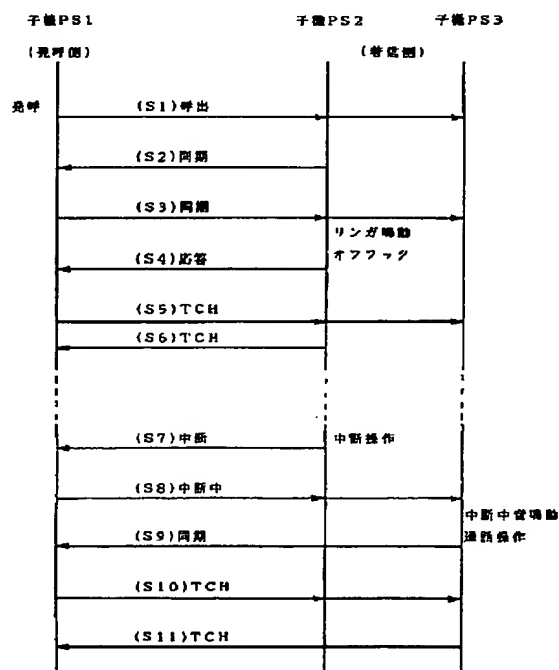 子機PS1 子機PS2 子機PS3
(発呼側) (着信側)
発呼
(S1)呼出
(S2)同期
(S3)同期
リンガ鳴動
(S4)応答
オフフック
(S5)TCH
(S6)TCH
(S7)中断
中断操作
(S8)中断中
中断中音鳴動
(S9)同期
通話操作
(S10)TCH
(S11)TCH